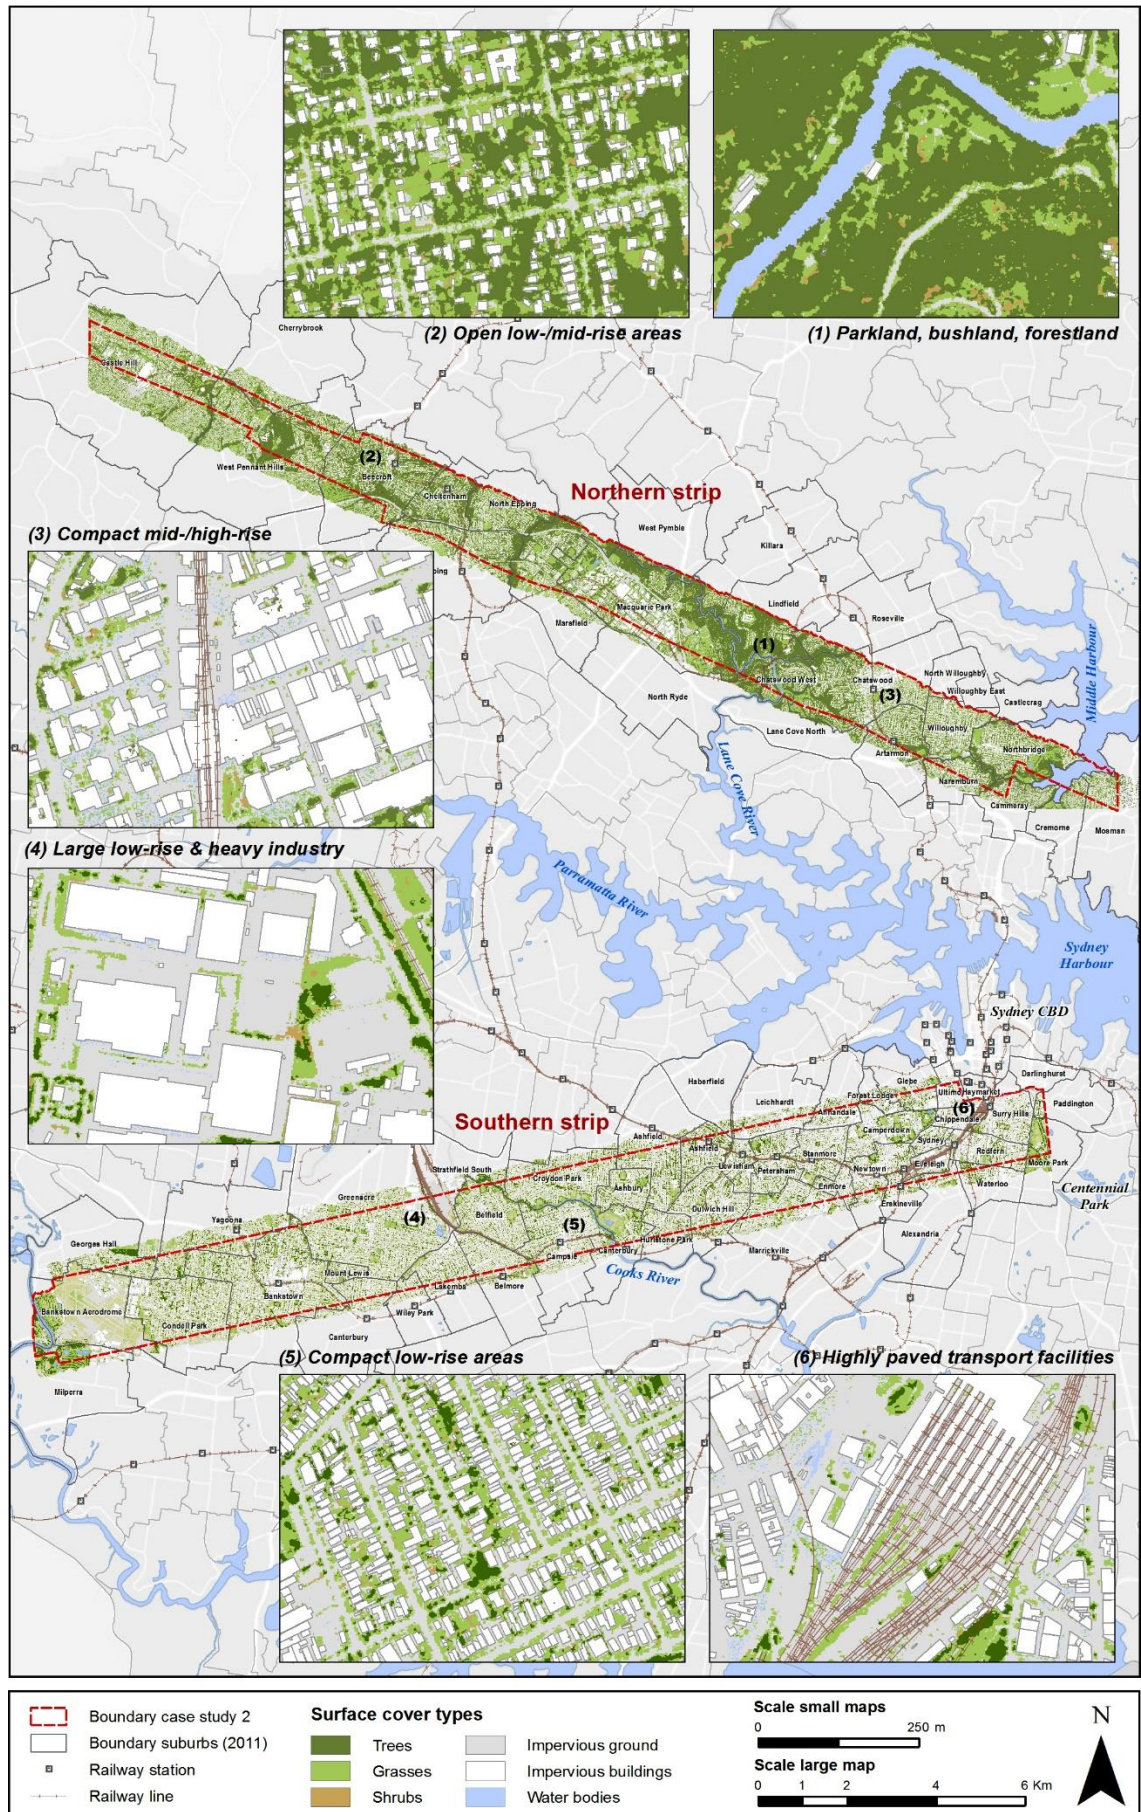 (2) Open low-/mid-rise areas
(1) Parkland, bushland, forestland
Cherrybrook
Castle Hill
West Pennant Hills
(2)
Beecroft
Cheltenham
North Epping
Northern strip
West Pymble
Killara
(3) Compact mid-/high-rise
Macquarie Park
Marsfield
Lindfield
Roseville
(1)
Chatswood West
Chatswood
(3)
North Willoughby
Willoughby East
Castlecrag
Middle Harbour
North Ryde
Lane Cove North
Willoughby
Artarmon
Northbridge
Naremburn
Cammeray
Cremorne
Mosman
Lane Cove River
(4) Large low-rise & heavy industry
Parramatta River
Sydney
Harbour
Sydney CBD
Darlinghurst
Paddington
Haberfield
Leichhardt
Glebe
Forest Lodge
Annandale
Ultimo
Haymarket
(6)
Chippendale
Surry Hills
Camperdown
Sydney
Redfern
Moore Park
Southern strip
Ashfield
Ashfield
Lewisham
Petersham
Stanmore
Newtown
Eveleigh
Enmore
Erskineville
Waterloo
Centennial
Park
Alexandria
Strathfield South
Croydon Park
Ashbury
Dulwich Hill
Greenacre
(4)
Belfield
(5)
Hurlstone Park
Marrickville
Canterbury
Campsie
Cooks River
Yagoona
Georges Hall
Mount Lewis
Lakemba
Belmore
Bankstown
Wiley Park
Bankstown Aerodrome
Condell Park
Canterbury
Milperra
(5) Compact low-rise areas
(6) Highly paved transport facilities
Boundary case study 2
Boundary suburbs (2011)
Railway station
Railway line
Surface cover types
Trees
Grasses
Shrubs
Impervious ground
Impervious buildings
Water bodies
Scale small maps
0 250 m
Scale large map
0 1 2 4 6 Km
N